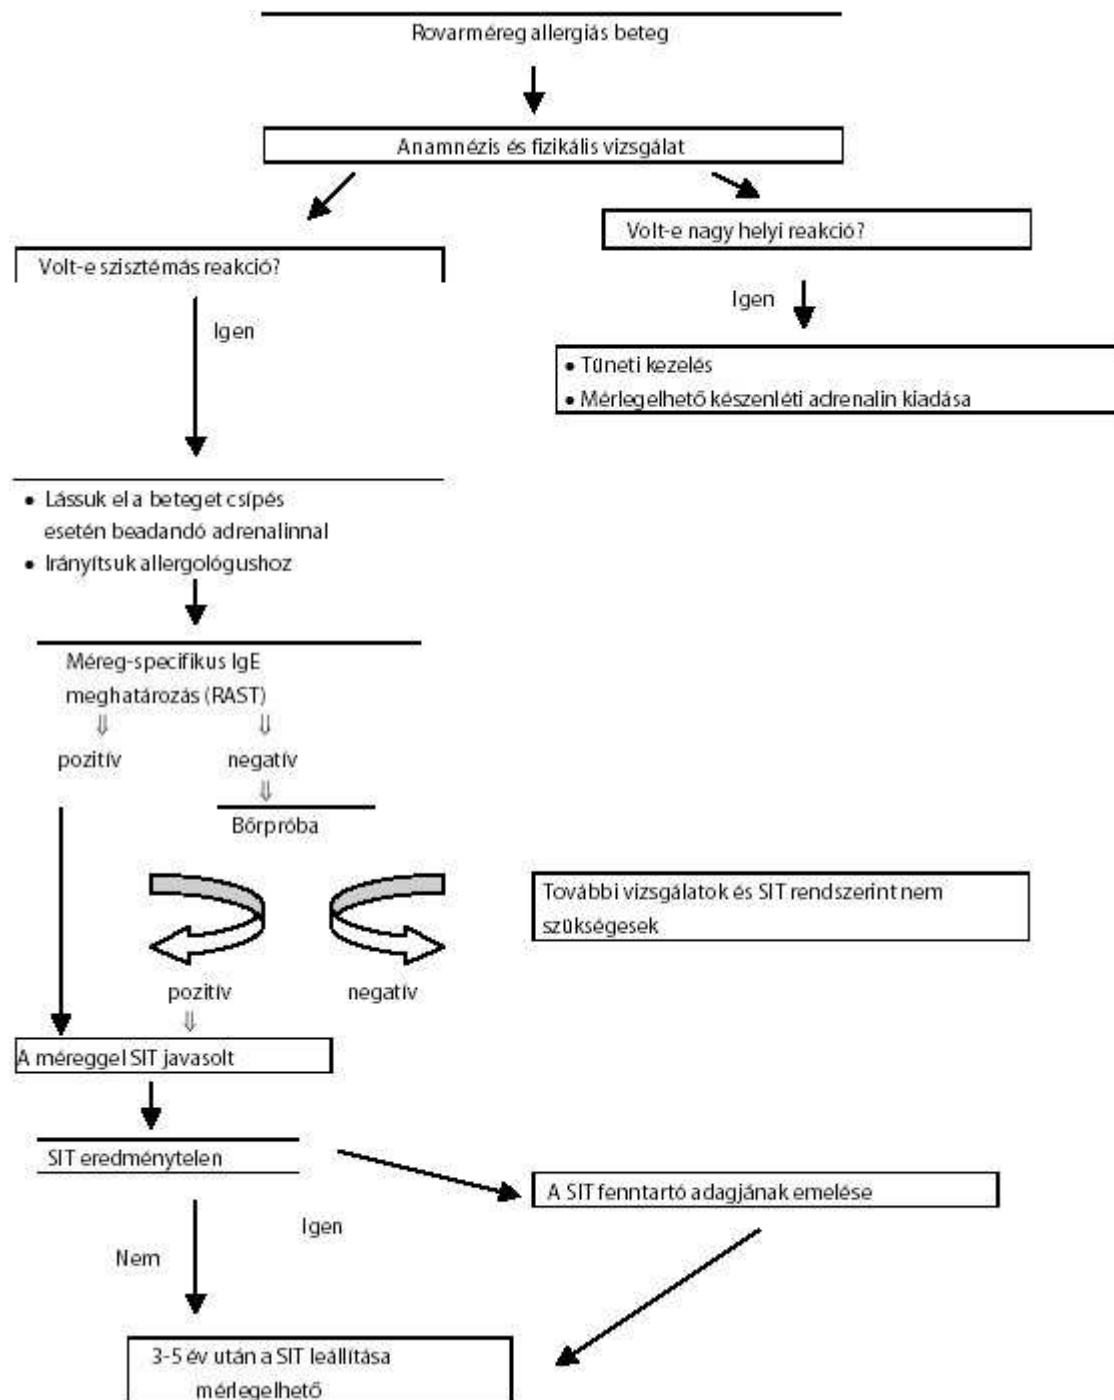 Rovarméreg allergiás beteg
Anamnézis és fizikális vizsgálat
Volt-e nagy helyi reakció?
Volt-e szisztémás reakció?
Igen
Igen
• Tüneti kezelés
• Mérlegelhető készenléti adrenalin kiadása
• Lássuk el a beteget csípés
esetén beadandó adrenalinnal
• Irányítsuk allergológushoz
Méreg-specifikus IgE
meghatározás (RAST)
pozitív negatív
Bőrpróba
További vizsgálatok és SIT rendszerint nem
szükségesek
pozitív negatív
A méreggel SIT javasolt
SIT eredménytelen
A SIT fenntartó adagjának emelése
Igen
Nem
3-5 év után a SIT leállítása
mérlegelhető